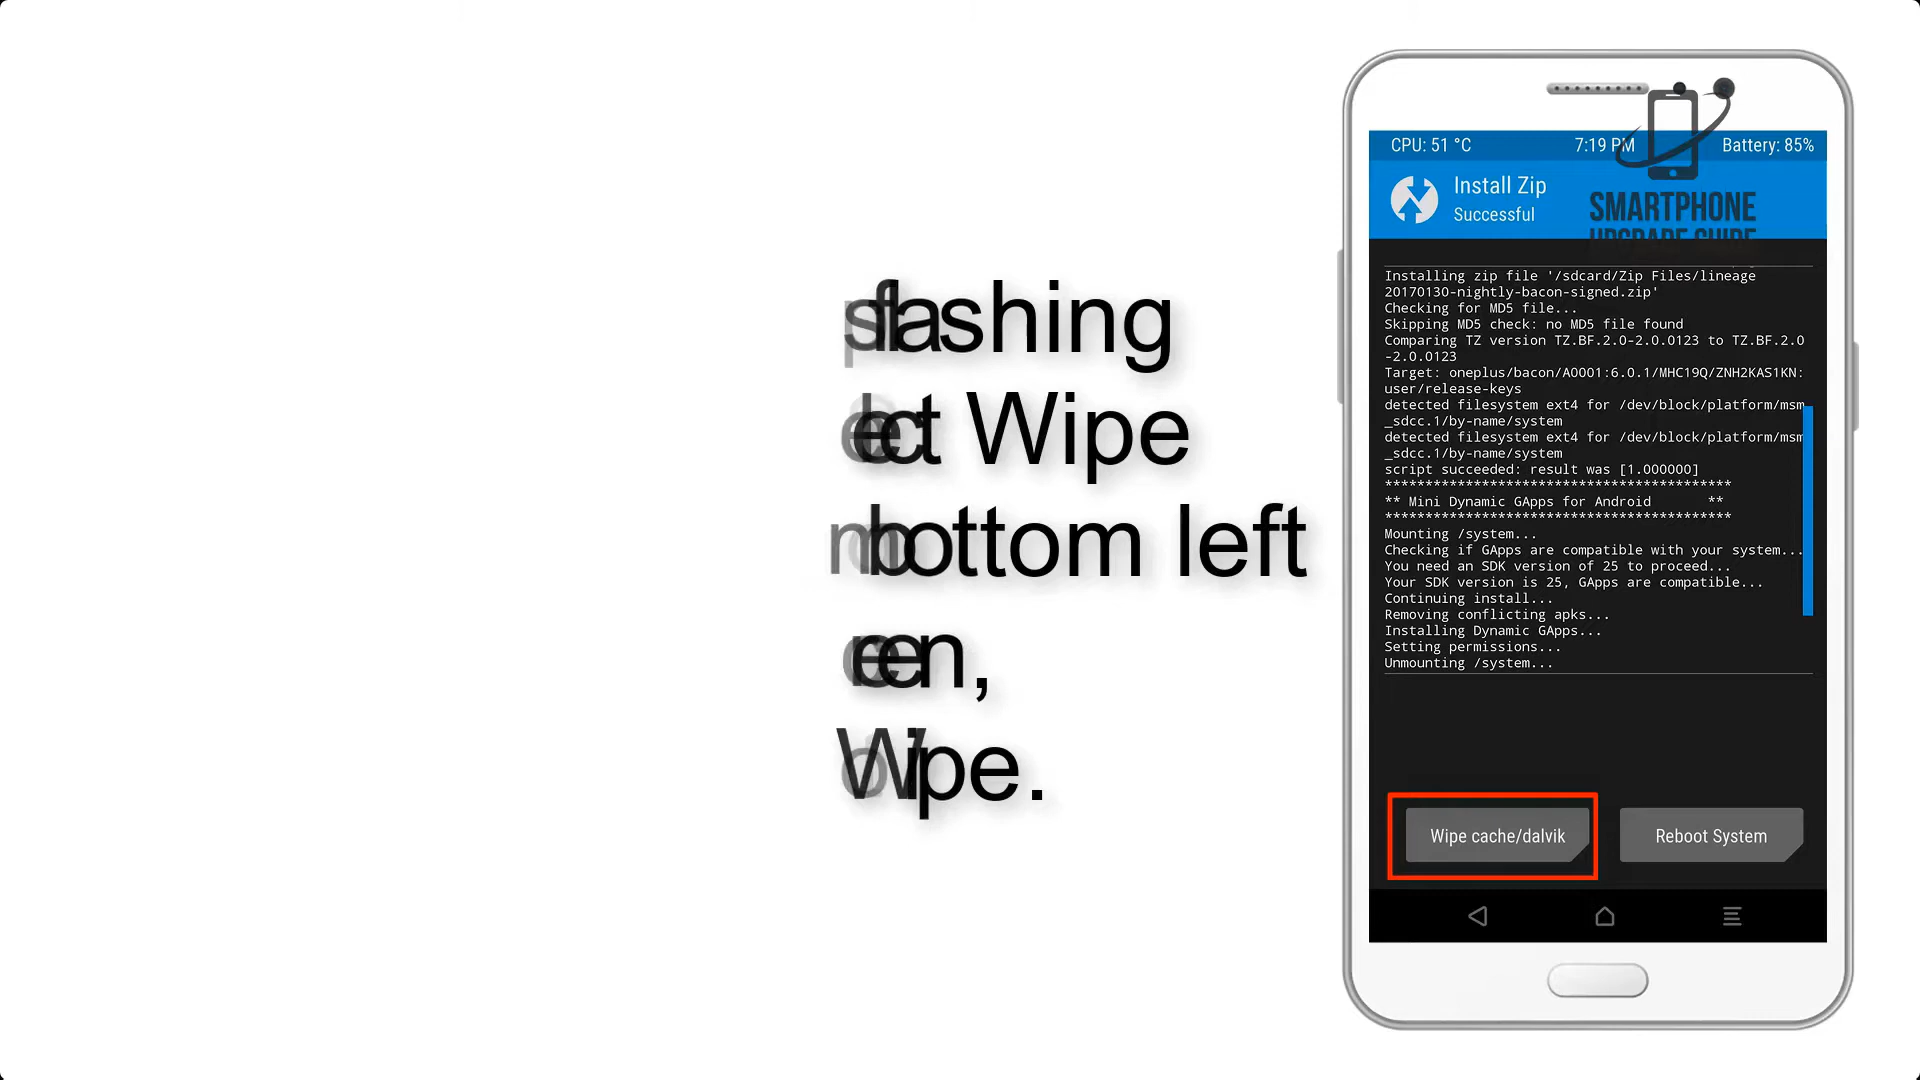 flashing
ect Wipe
bottom left
een,
Wipe.
CPU: 51 °C 7:19 PM Battery: 85%
Install Zip
Successful
SMARTPHONE
UPGRADE GUIDE
Installing zip file '/sdcard/Zip Files/lineage
20170130-nightly-bacon-signed.zip'
Checking for MD5 file...
Skipping MD5 check: no MD5 file found
Comparing TZ version TZ.BF.2.0-2.0.0123 to TZ.BF.2.0
-2.0.0123
Target: oneplus/bacon/A0001:6.0.1/MHC19Q/ZNH2KAS1KN:
user/release-keys
detected filesystem ext4 for /dev/block/platform/msm
_sdcc.1/by-name/system
detected filesystem ext4 for /dev/block/platform/msm
_sdcc.1/by-name/system
script succeeded: result was [1.000000]
*******************************************
** Mini Dynamic GApps for Android **
*******************************************
Mounting /system...
Checking if GApps are compatible with your system...
You need an SDK version of 25 to proceed...
Your SDK version is 25, GApps are compatible...
Continuing install...
Removing conflicting apks...
Installing Dynamic GApps...
Setting permissions...
Unmounting /system...
Wipe cache/dalvik Reboot System